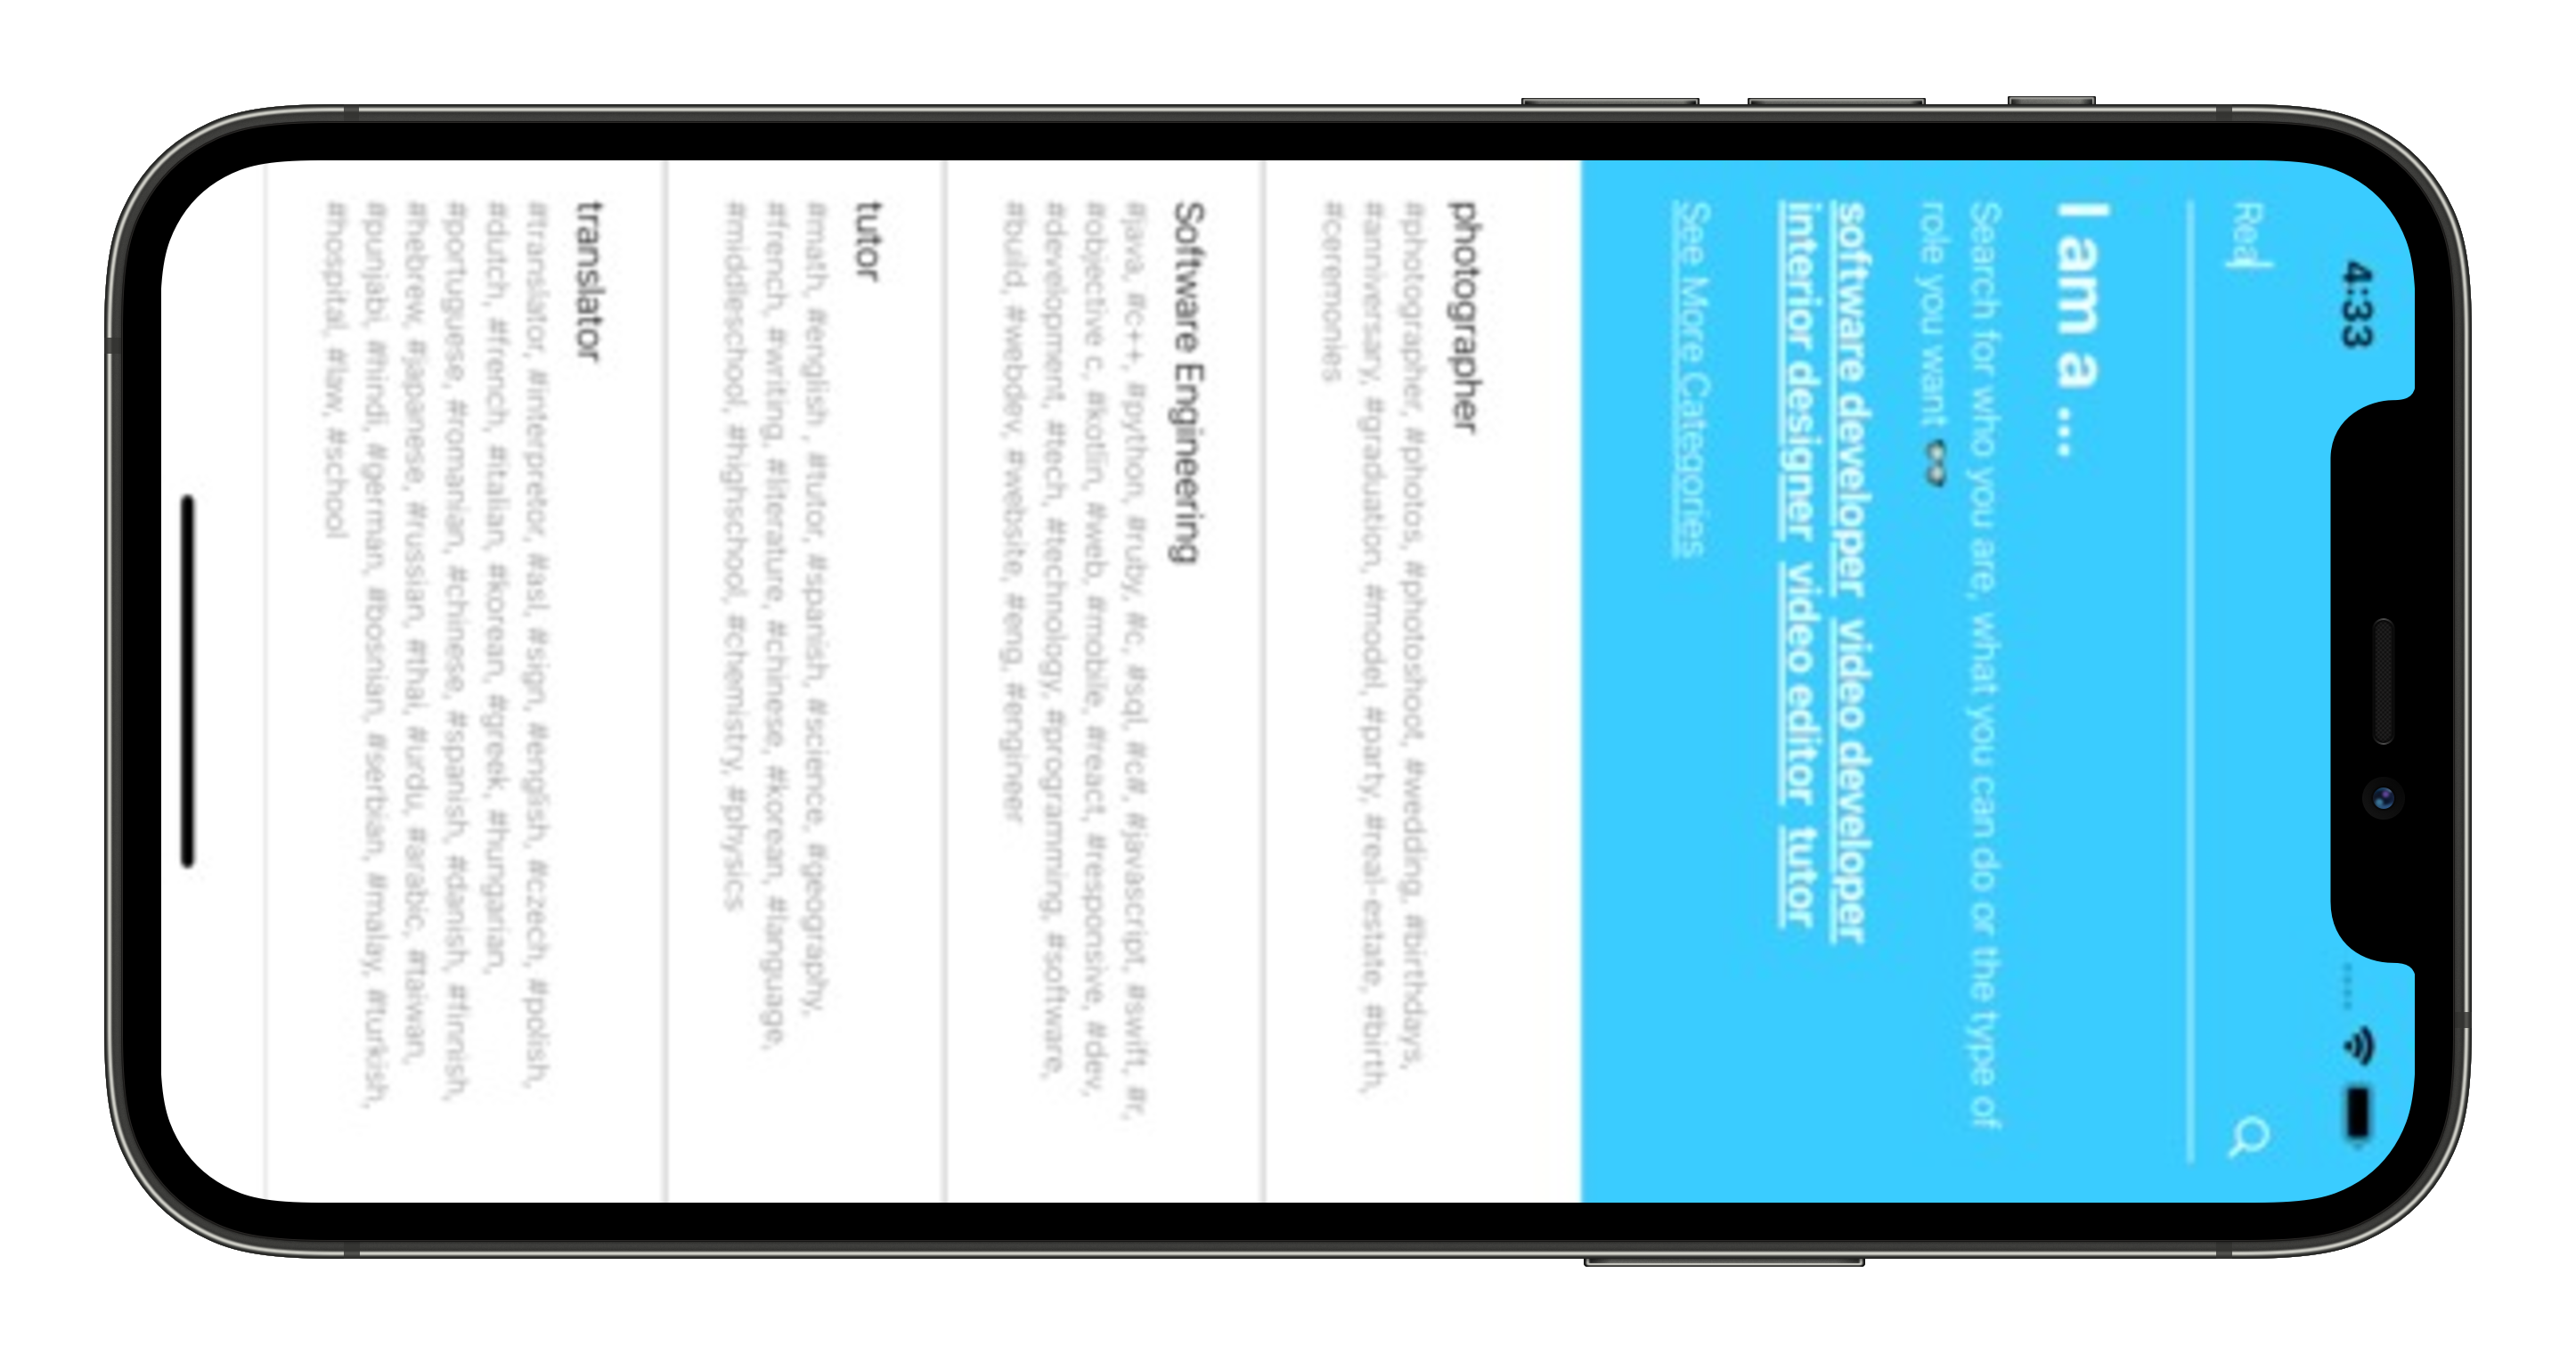 4:33
Real
I am a ...
Search for who you are, what you can do or the type of
role you want 🕶
software developer video developer
interior designer video editor tutor
See More Categories
photographer
#photographer, #photos, #photoshoot, #wedding, #birthdays,
#anniversary, #graduation, #model, #party, #real-estate, #birth,
#ceremonies
Software Engineering
#java, #c++, #python, #ruby, #c, #sql, #c#, #javascript, #swift, #r,
#objective c, #kotlin, #web, #mobile, #react, #responsive, #dev,
#development, #tech, #technology, #programming, #software,
#build, #webdev, #website, #eng, #engineer
tutor
#math, #english , #tutor, #spanish, #science, #geography,
#french, #writing, #literature, #chinese, #korean, #language,
#middleschool, #highschool, #chemistry, #physics
translator
#translator, #interpretor, #asl, #sign, #english, #czech, #polish,
#dutch, #french, #italian, #korean, #greek, #hungarian,
#portuguese, #romanian, #chinese, #spanish, #danish, #finnish,
#hebrew, #japanese, #russian, #thai, #urdu, #arabic, #taiwan,
#punjabi, #hindi, #german, #bosnian, #serbian, #malay, #turkish,
#hospital, #law, #school